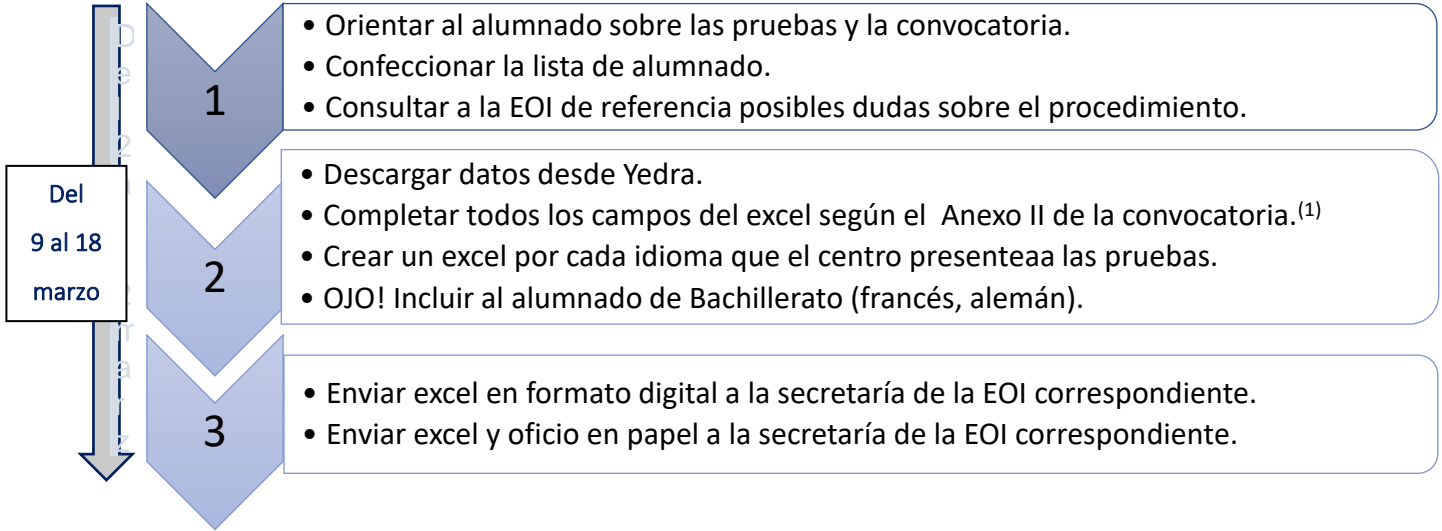 1
• Orientar al alumnado sobre las pruebas y la convocatoria.
• Confeccionar la lista de alumnado.
• Consultar a la EOI de referencia posibles dudas sobre el procedimiento.
Del
9 al 18
marzo
2
• Descargar datos desde Yedra.
• Completar todos los campos del excel según el Anexo II de la convocatoria.(1)
• Crear un excel por cada idioma que el centro presenteaa las pruebas.
• OJO! Incluir al alumnado de Bachillerato (francés, alemán).
3
• Enviar excel en formato digital a la secretaría de la EOI correspondiente.
• Enviar excel y oficio en papel a la secretaría de la EOI correspondiente.